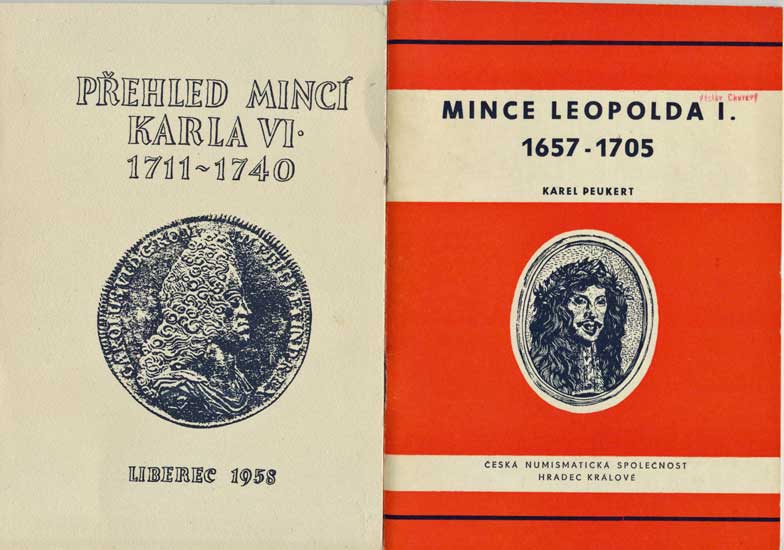 PŘEHLED MINCÍ
KARLA VI·
1711~1740
LIBEREC 1958
MINCE LEOPOLDA I.
1657-1705
KAREL PEUKERT
ČESKÁ NUMISMATICKÁ SPOLEČNOST
HRADEC KRÁLOVÉ